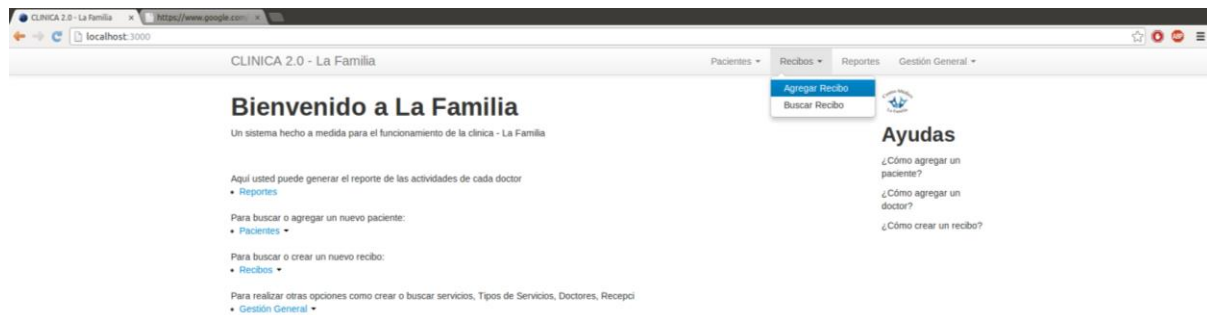 CLINICA 2.0 - La Familia
https://www.google.com
localhost:3000
CLINICA 2.0 - La Familia
Pacientes
Recibos
Reportes
Gestión General
Agregar Recibo
Buscar Recibo
Bienvenido a La Familia
Un sistema hecho a medida para el funcionamiento de la clinica - La Familia
Aquí usted puede generar el reporte de las actividades de cada doctor
• Reportes
Para buscar o agregar un nuevo paciente:
• Pacientes
Para buscar o crear un nuevo recibo:
• Recibos
Para realizar otras opciones como crear o buscar servicios, Tipos de Servicios, Doctores, Recepci
• Gestión General
Ayudas
¿Cómo agregar un
paciente?
¿Cómo agregar un
doctor?
¿Cómo crear un recibo?